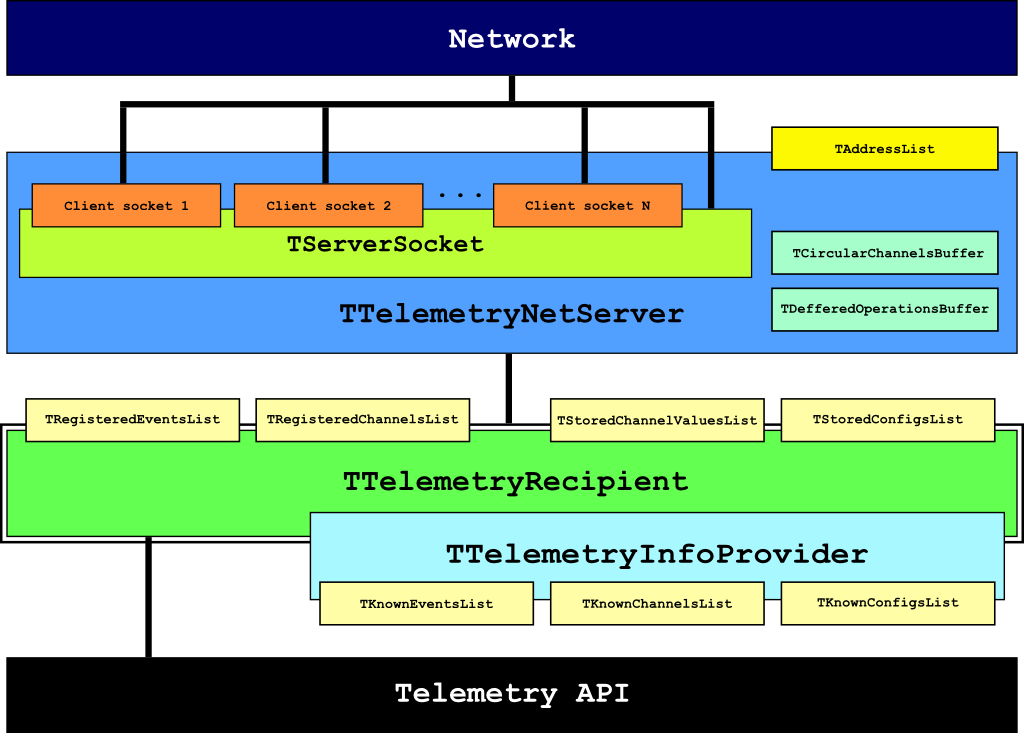 Network
TAddressList
Client socket 1
Client socket 2
. . .
Client socket N
TServerSocket
TCircularChannelsBuffer
TDefferedOperationsBuffer
TTelemetryNetServer
TRegisteredEventsList
TRegisteredChannelsList
TStoredChannelValuesList
TStoredConfigsList
TTelemetryRecipient
TTelemetryInfoProvider
TKnownEventsList
TKnownChannelsList
TKnownConfigsList
Telemetry API